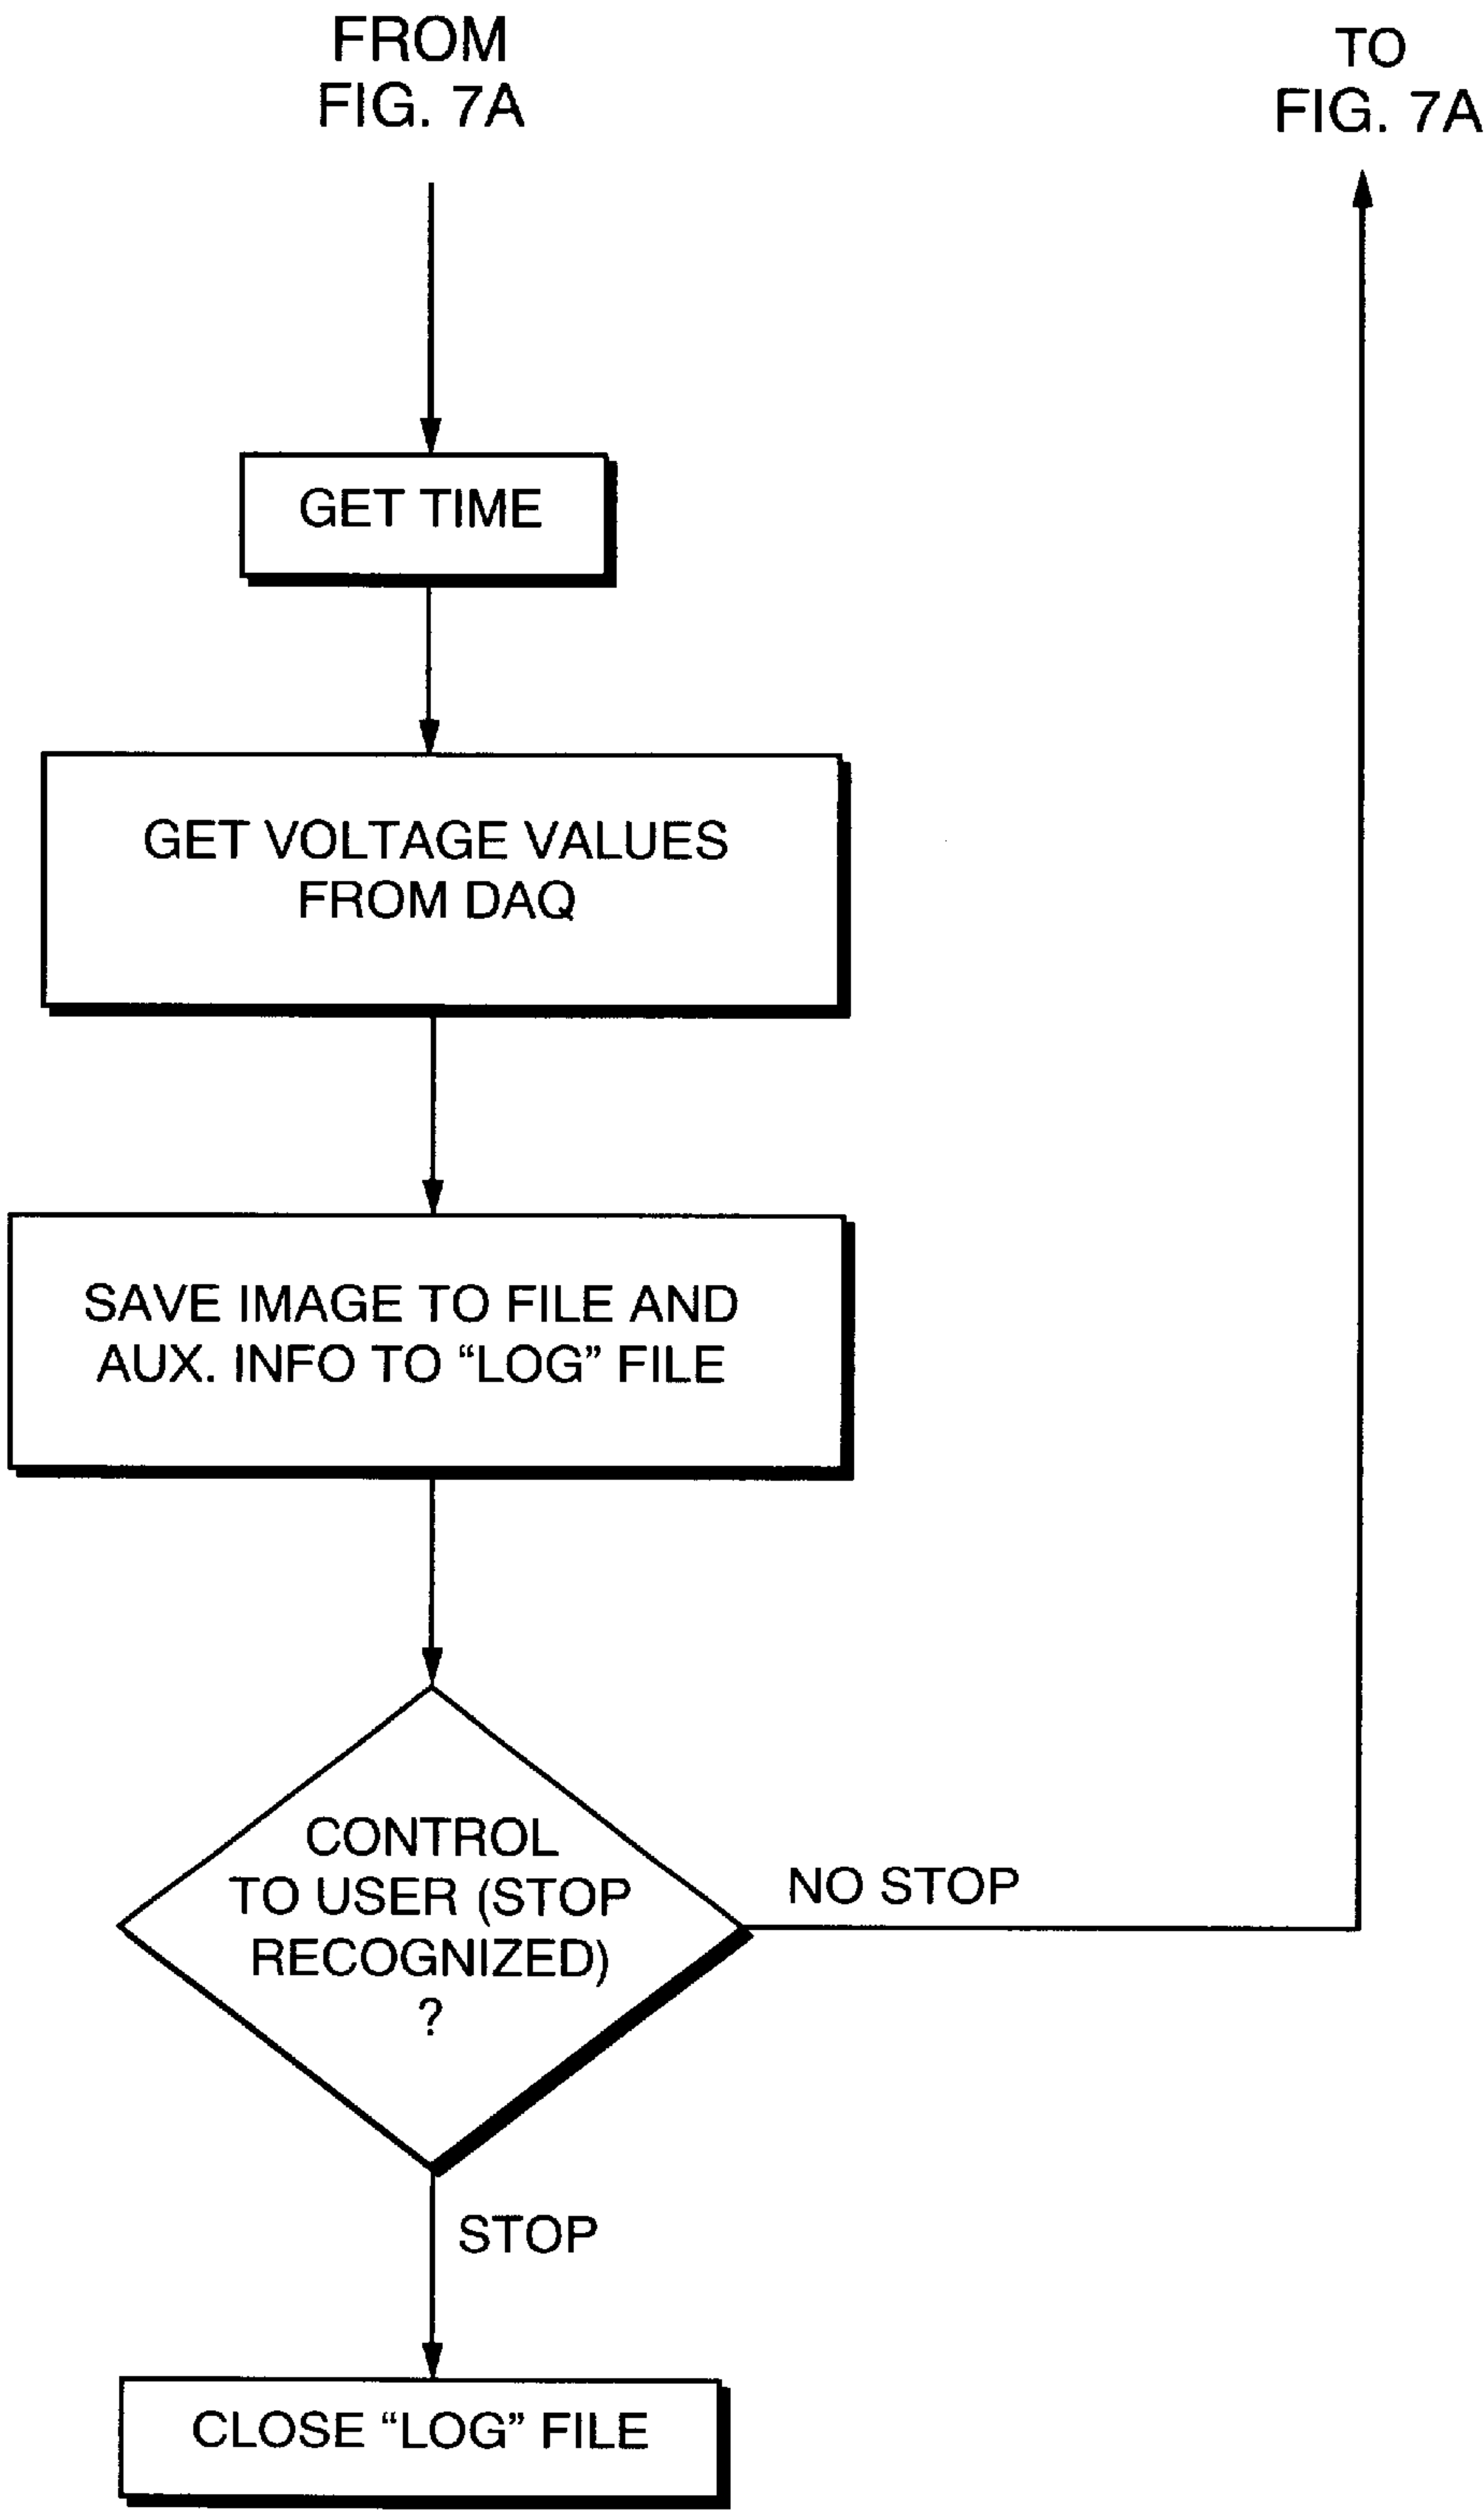 FROM
FIG. 7A
TO
FIG. 7A
GET TIME
GET VOLTAGE VALUES
FROM DAQ
SAVE IMAGE TO FILE AND
AUX. INFO TO “LOG” FILE
CONTROL
TO USER (STOP
RECOGNIZED)
?
NO STOP
STOP
CLOSE “LOG” FILE